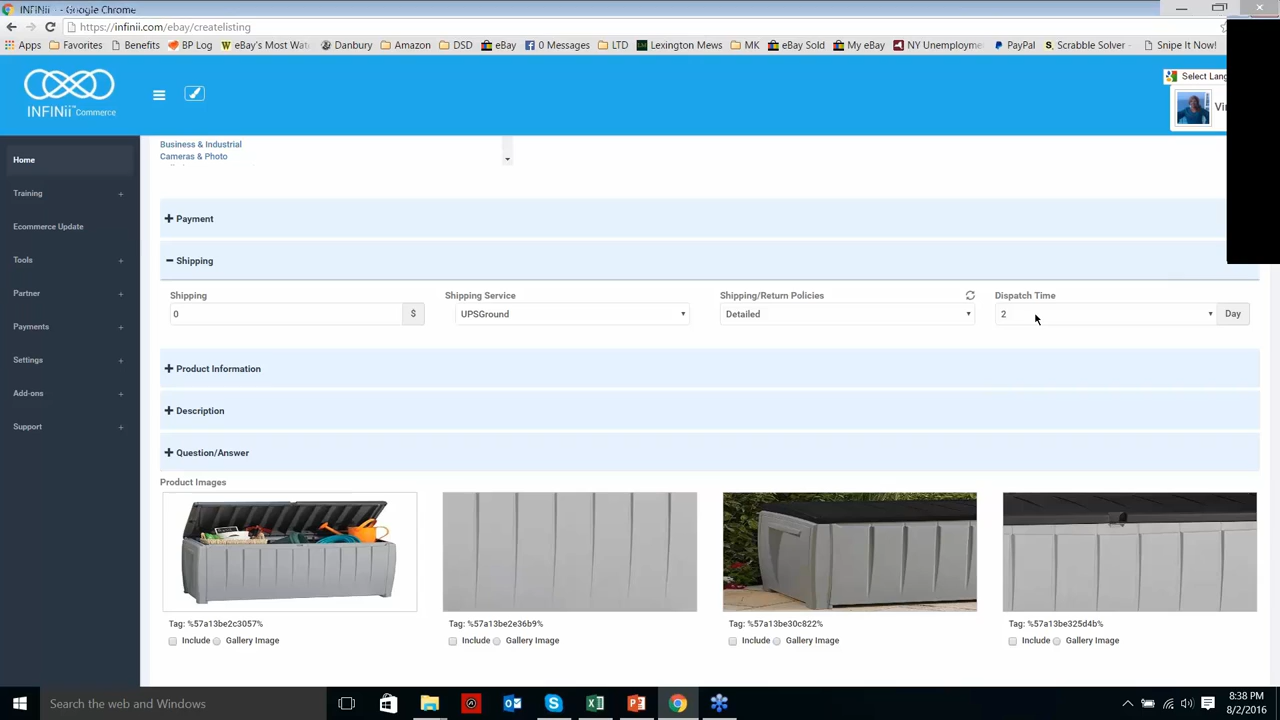 INFINii - Google Chrome
https://infinii.com/ebay/createlisting
Apps Favorites Benefits BP Log eBay's Most Wat Danbury Amazon DSD eBay 0 Messages LTD Lexington Mews MK eBay Sold My eBay NY Unemploym PayPal Scrabble Solver - Snipe It Now!
Select Lang
INFINii™ Commerce
Home
Training +
Ecommerce Update
Tools +
Partner +
Payments +
Settings +
Add-ons +
Support +
Business & Industrial
Cameras & Photo
+ Payment
- Shipping
Shipping Shipping Service Shipping/Return Policies Dispatch Time
0 $ UPSGround Detailed 2 Day
+ Product Information
+ Description
+ Question/Answer
Product Images
Tag: %57a13be2c3057% Tag: %57a13be2e36b9% Tag: %57a13be30c822% Tag: %57a13be325d4b%
Include Gallery Image Include Gallery Image Include Gallery Image Include Gallery Image
Search the web and Windows
8:38 PM
8/2/2016